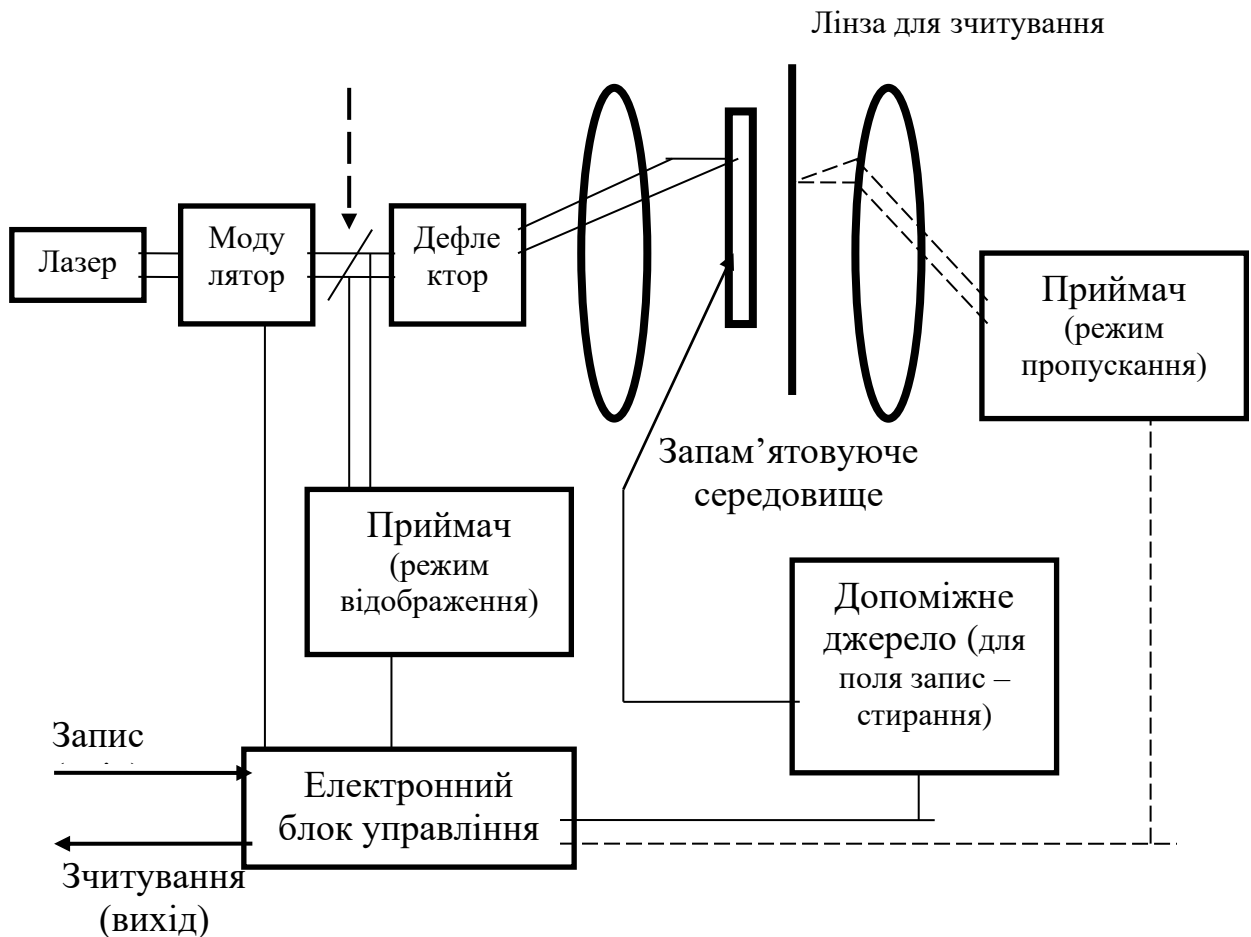 Лінза для зчитування
Лазер
Моду
лятор
Дефле
ктор
Приймач
(режим
пропускання)
Запам’ятовуюче
середовище
Приймач
(режим
відображення)
Допоміжне
джерело (для
поля запис –
стирання)
Запис
Електронний
блок управління
Зчитування
(вихід)